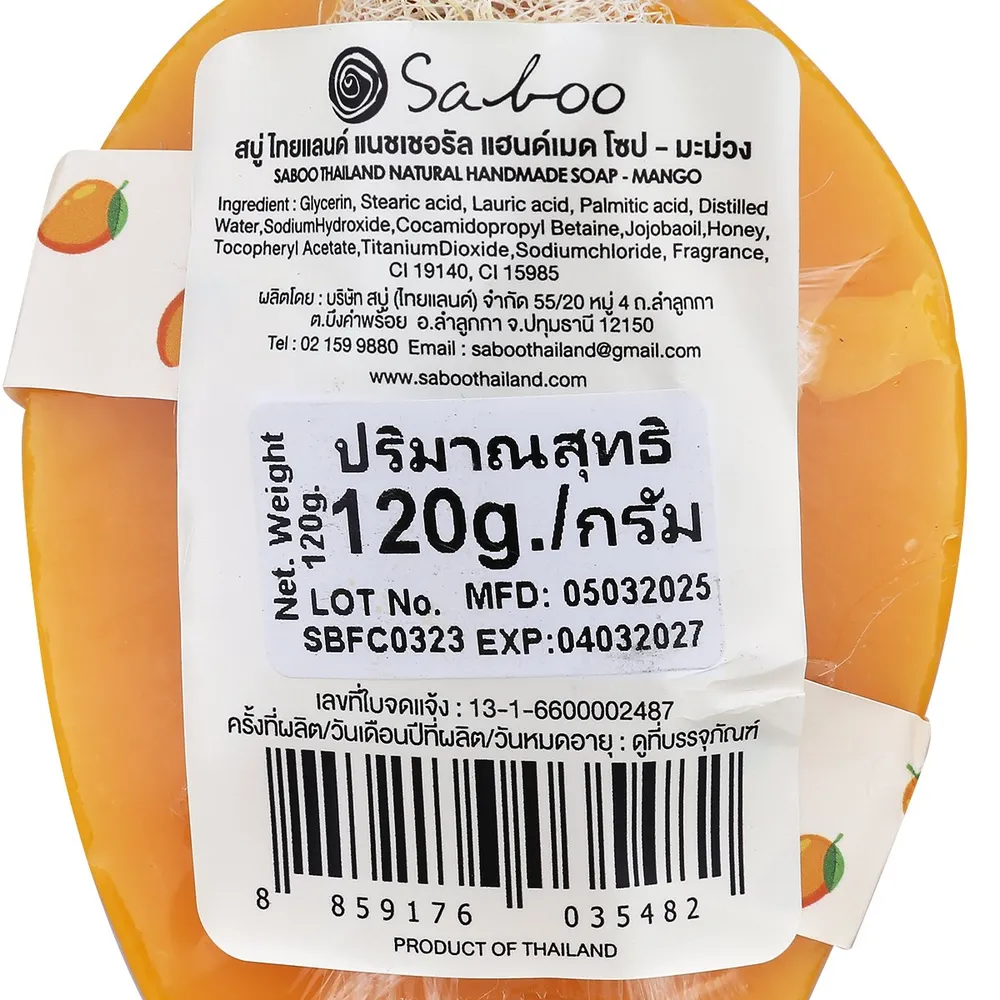 Saboo
สบู่ ไทยแลนด์ แนชเชอรัล แฮนด์เมด โซป - มะม่วง
SABOO THAILAND NATURAL HANDMADE SOAP - MANGO
Ingredient : Glycerin, Stearic acid, Lauric acid, Palmitic acid, Distilled
Water,SodiumHydroxide,Cocamidopropyl Betaine,Jojobaoil,Honey,
Tocopheryl Acetate,TitaniumDioxide,Sodiumchloride, Fragrance,
CI 19140, CI 15985
ผลิตโดย : บริษัท สบู่ (ไทยแลนด์) จำกัด 55/20 หมู่ 4 ถ.ลำลูกกา
ต.บึงคำพร้อย อ.ลำลูกกา จ.ปทุมธานี 12150
Tel : 02 159 9880 Email : saboothailand@gmail.com
www.saboothailand.com
Net. Weight
120g.
ปริมาณสุทธิ
120g./กรัม
LOT No. MFD: 05032025
SBFC0323 EXP:04032027
เลขที่ใบจดแจ้ง : 13-1-6600002487
ครั้งที่ผลิต/วันเดือนปีที่ผลิต/วันหมดอายุ : ดูที่บรรจุภัณฑ์
8 859176 035482
PRODUCT OF THAILAND